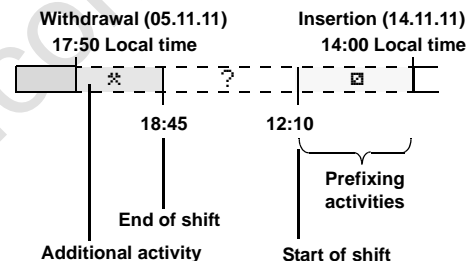 Withdrawal (05.11.11) Insertion (14.11.11)
17:50 Local time 14:00 Local time
?
18:45 12:10
Prefixing
activities
End of shift
Additional activity Start of shift